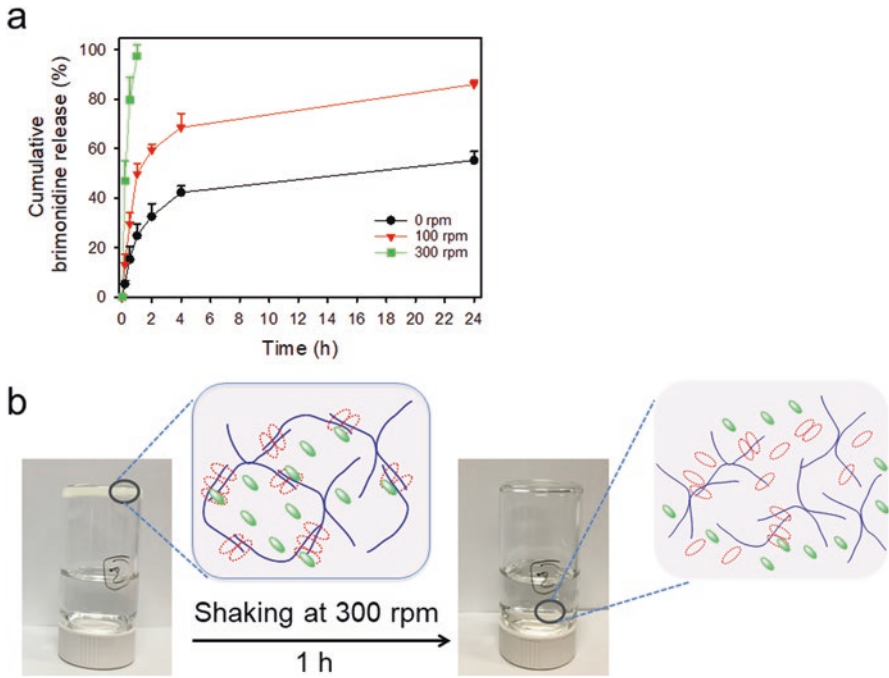 a
Cumulative
brimonidine release (%)
100
80
60
40
20
0
0 rpm
100 rpm
300 rpm
0 2 4 6 8 10 12 14 16 18 20 22 24
Time (h)
b
Shaking at 300 rpm
1 h